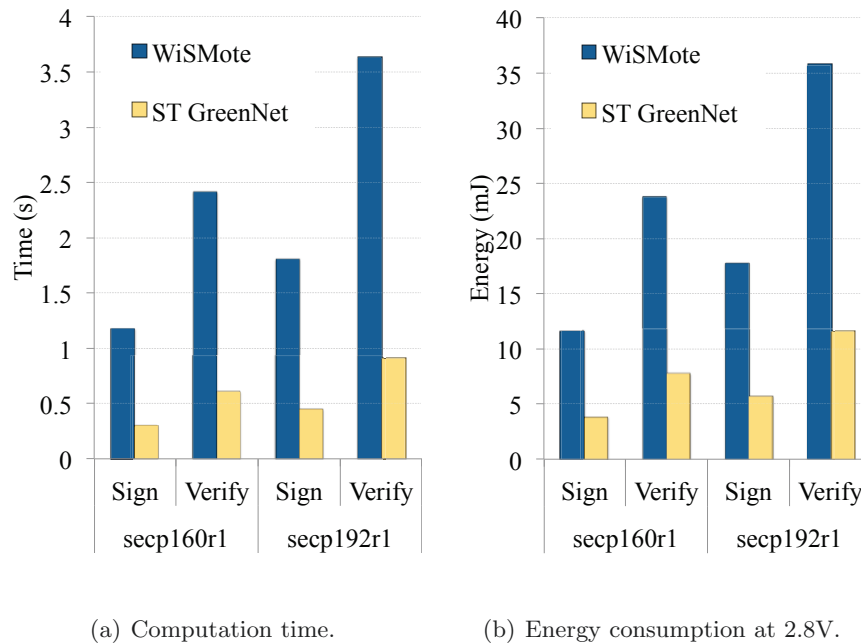 4
3.5
3
2.5
2
1.5
1
0.5
0
Time (s)
WiSMote
ST GreenNet
Sign Verify Sign Verify
secp160r1 secp192r1
(a) Computation time.
40
35
30
25
20
15
10
5
0
Energy (mJ)
WiSMote
ST GreenNet
Sign Verify Sign Verify
secp160r1 secp192r1
(b) Energy consumption at 2.8V.